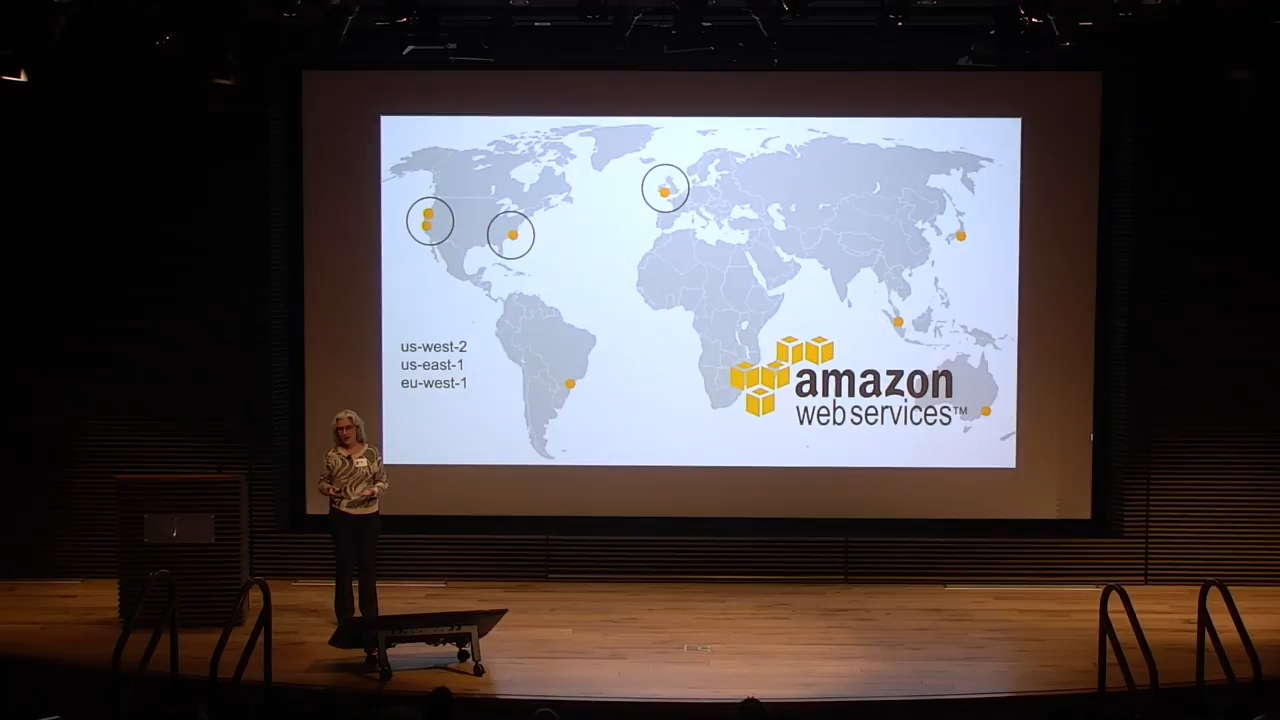 us-west-2
us-east-1
eu-west-1
amazon
web services™